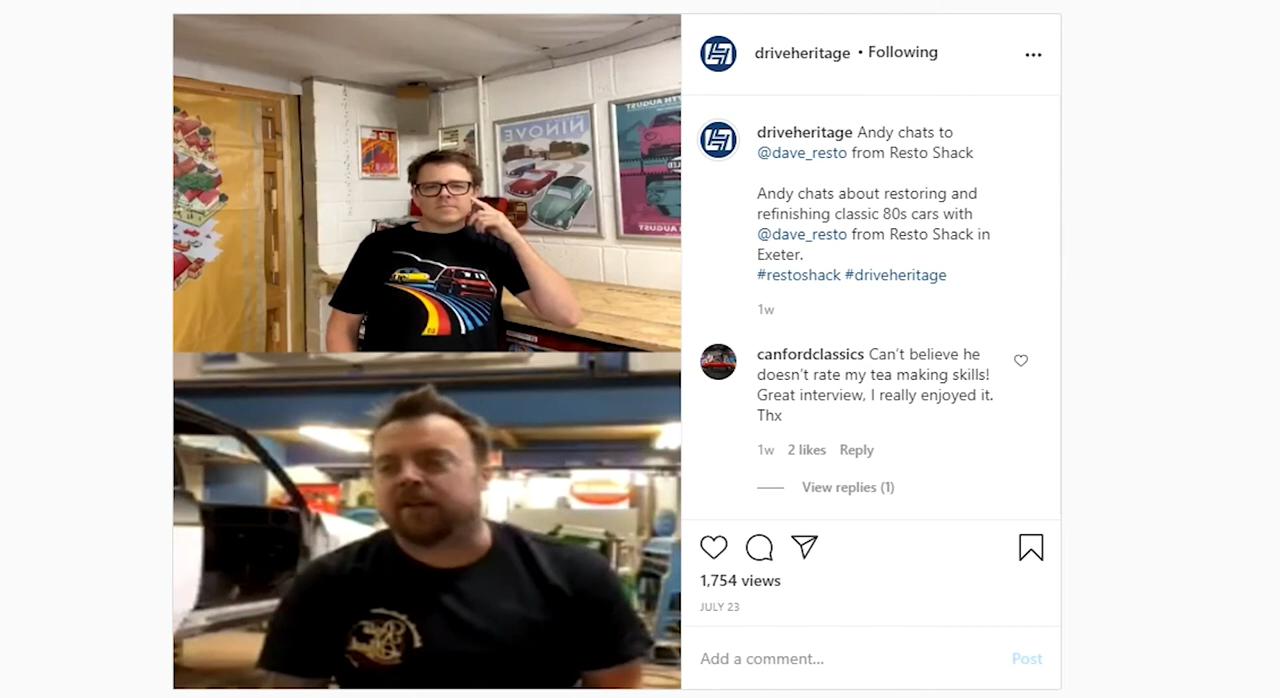 NINOVE
TH AUGUST
driveheritage • Following
driveheritage Andy chats to
@dave_resto from Resto Shack
Andy chats about restoring and
refinishing classic 80s cars with
@dave_resto from Resto Shack in
Exeter.
#restoshack #driveheritage
1w
canfordclassics Can't believe he
doesn't rate my tea making skills!
Great interview, I really enjoyed it.
Thx
1w 2 likes Reply
View replies (1)
1,754 views
JULY 23
Add a comment... Post